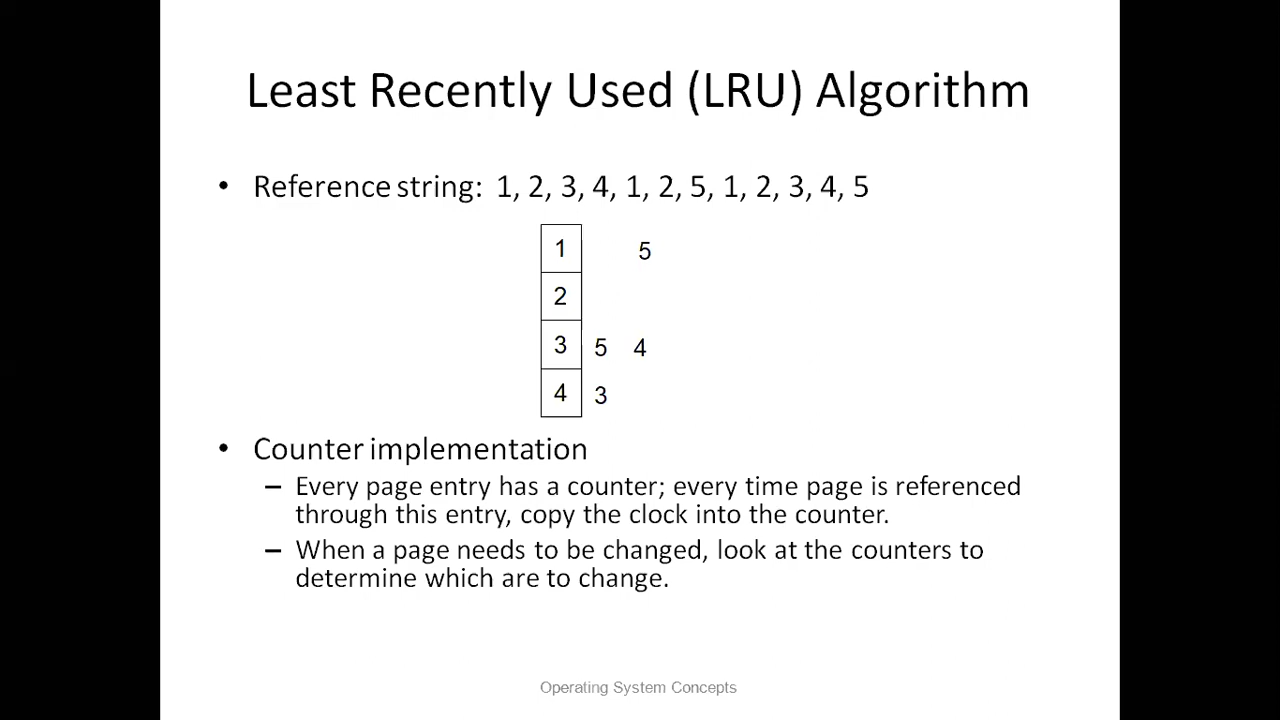 Least Recently Used (LRU) Algorithm
• Reference string: 1, 2, 3, 4, 1, 2, 5, 1, 2, 3, 4, 5
1 5
2
3 5 4
4 3
• Counter implementation
– Every page entry has a counter; every time page is referenced
through this entry, copy the clock into the counter.
– When a page needs to be changed, look at the counters to
determine which are to change.
Operating System Concepts